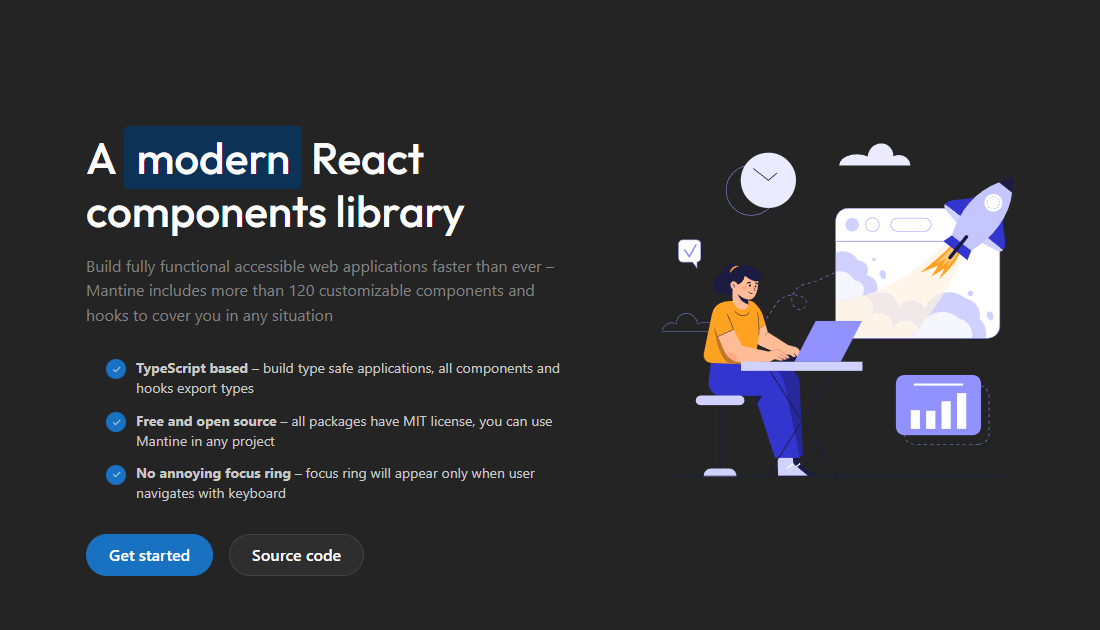 A modern React
components library
Build fully functional accessible web applications faster than ever –
Mantine includes more than 120 customizable components and
hooks to cover you in any situation
TypeScript based – build type safe applications, all components and
hooks export types
Free and open source – all packages have MIT license, you can use
Mantine in any project
No annoying focus ring – focus ring will appear only when user
navigates with keyboard
Get started
Source code